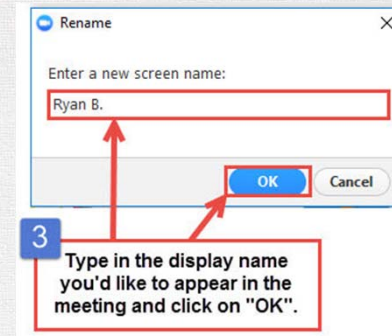 Rename
Enter a new screen name:
Ryan B.
OK Cancel
3
Type in the display name
you'd like to appear in the
meeting and click on "OK".